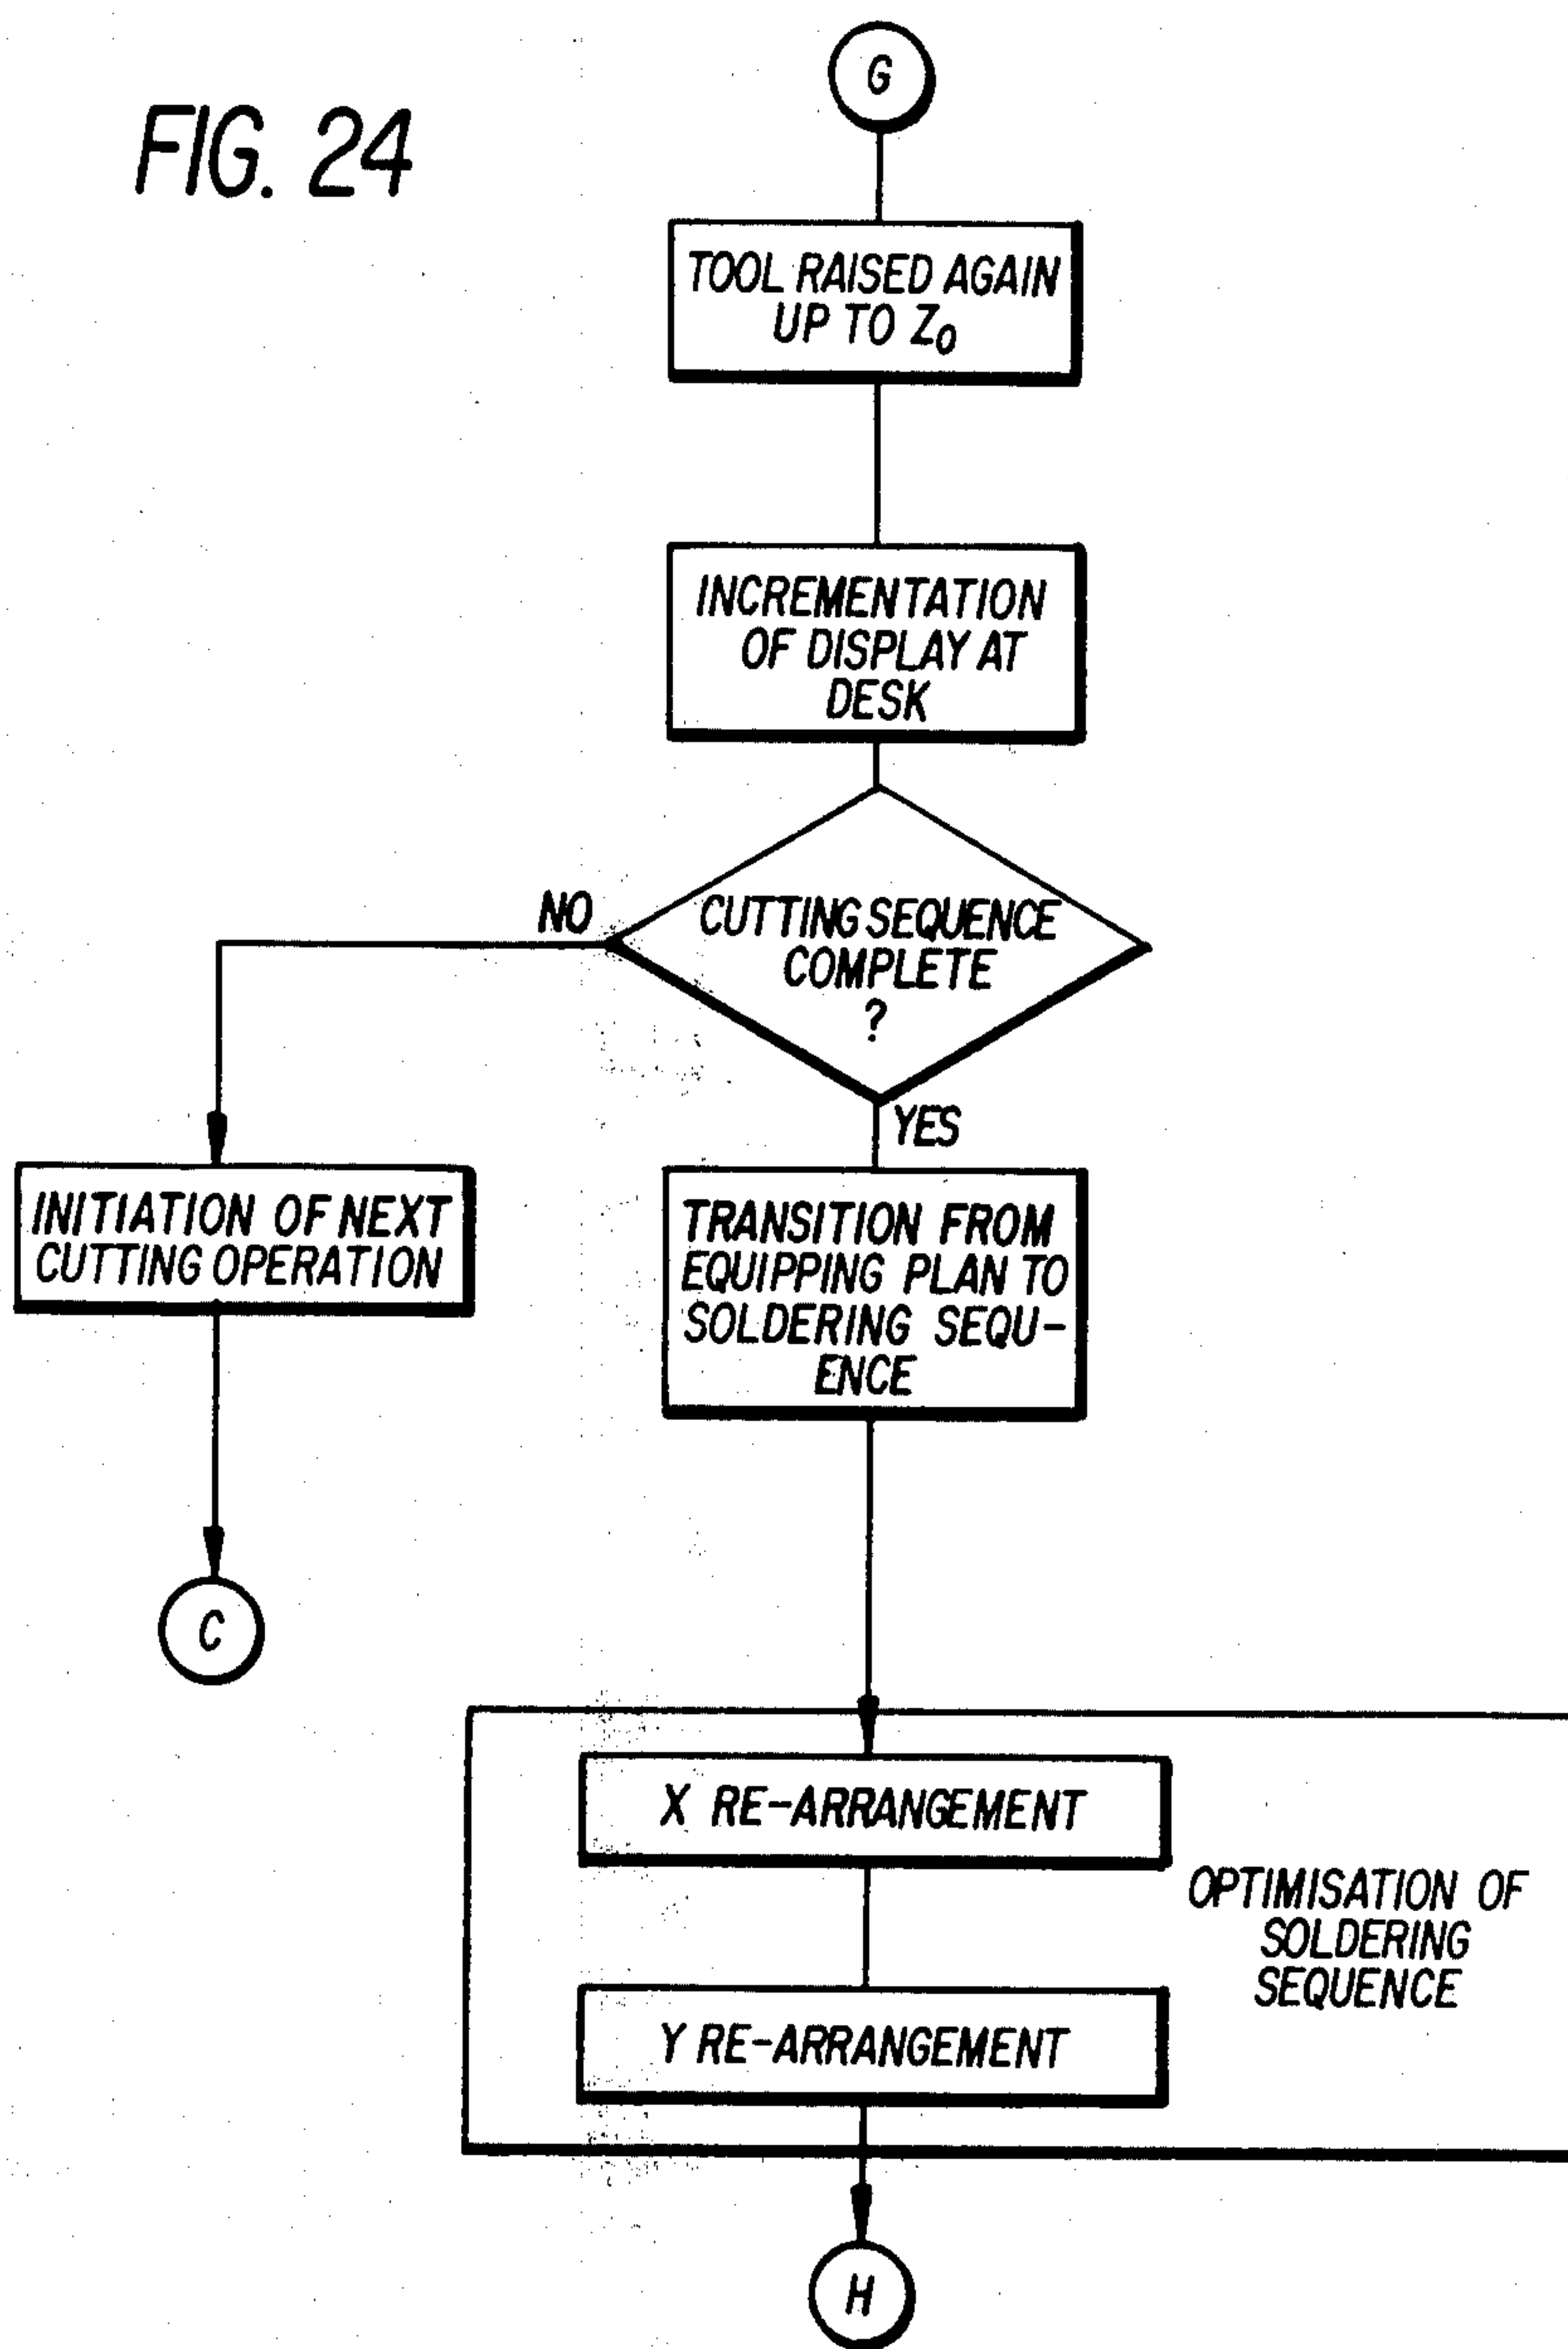 FIG. 24
G
TOOL RAISED AGAIN
UP TO Z₀
INCREMENTATION
OF DISPLAY AT
DESK
NO
CUTTING SEQUENCE
COMPLETE
?
YES
INITIATION OF NEXT
CUTTING OPERATION
TRANSITION FROM
EQUIPPING PLAN TO
SOLDERING SEQU-
ENCE
C
X RE-ARRANGEMENT
OPTIMISATION OF
SOLDERING
SEQUENCE
Y RE-ARRANGEMENT
H